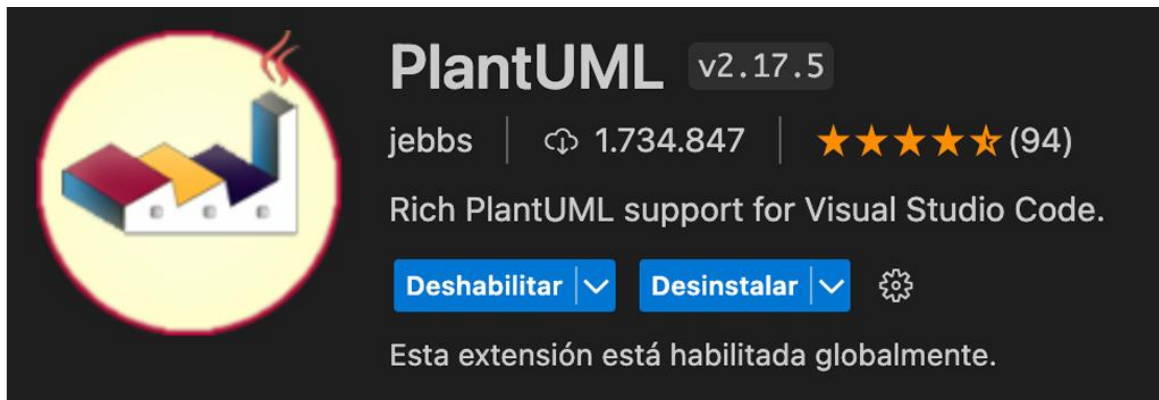 PlantUML v2.17.5
jebbs 1.734.847 (94)
Rich PlantUML support for Visual Studio Code.
Deshabilitar Desinstalar
Esta extensión está habilitada globalmente.